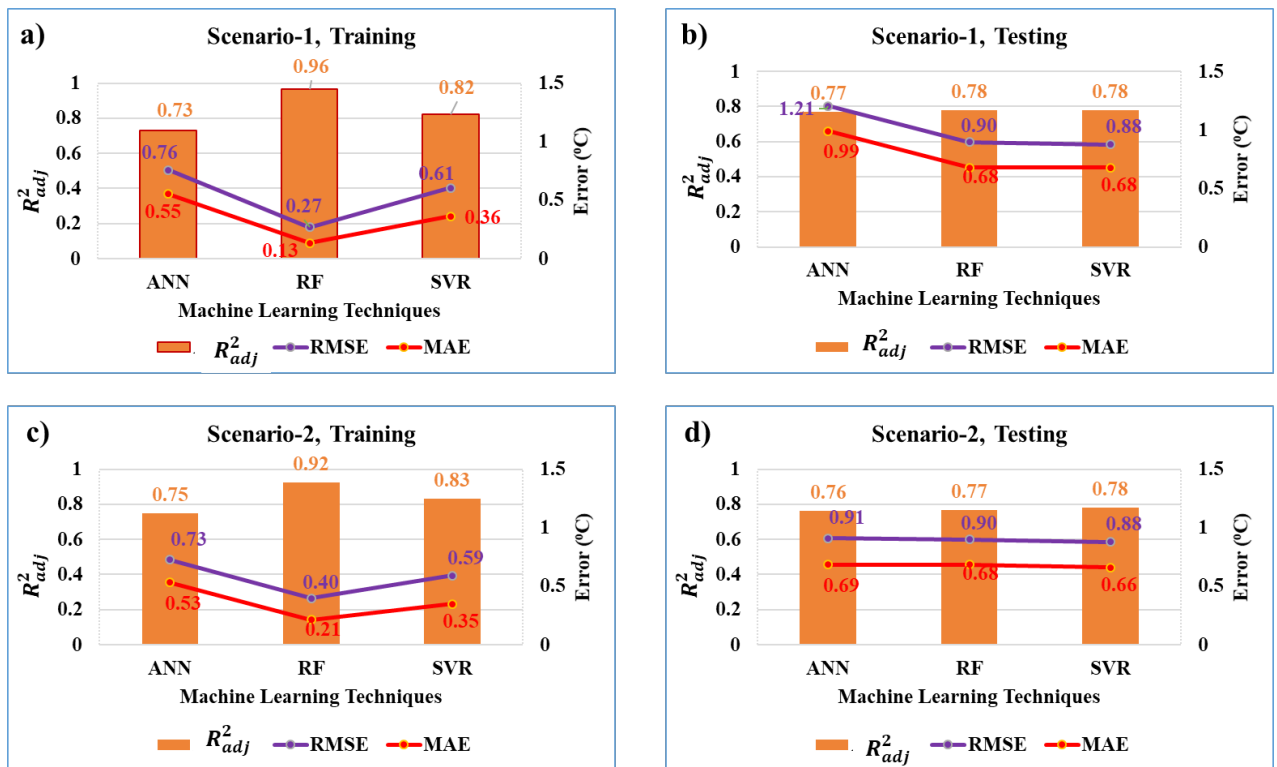 a)
Scenario-1, Training
0.96
0.82
0.73
0.76
0.55
0.27
0.13
0.61
0.36
1
0.8
0.6
0.4
0.2
0
1.5
1
0.5
0
R²adj
Error (⁰C)
ANN RF SVR
Machine Learning Techniques
R²adj RMSE MAE
b)
Scenario-1, Testing
0.77
0.78
0.78
1.21
0.99
0.90
0.68
0.88
0.68
1
0.8
0.6
0.4
0.2
0
1.5
1
0.5
0
R²adj
Error (⁰C)
ANN RF SVR
Machine Learning Techniques
R²adj RMSE MAE
c)
Scenario-2, Training
0.92
0.83
0.75
0.73
0.53
0.40
0.21
0.59
0.35
1
0.8
0.6
0.4
0.2
0
1.5
1
0.5
0
R²adj
Error (⁰C)
ANN RF SVR
Machine Learning Techniques
R²adj RMSE MAE
d)
Scenario-2, Testing
0.76
0.77
0.78
0.91
0.69
0.90
0.68
0.88
0.66
1
0.8
0.6
0.4
0.2
0
1.5
1
0.5
0
R²adj
Error (⁰C)
ANN RF SVR
Machine Learning Techniques
R²adj RMSE MAE